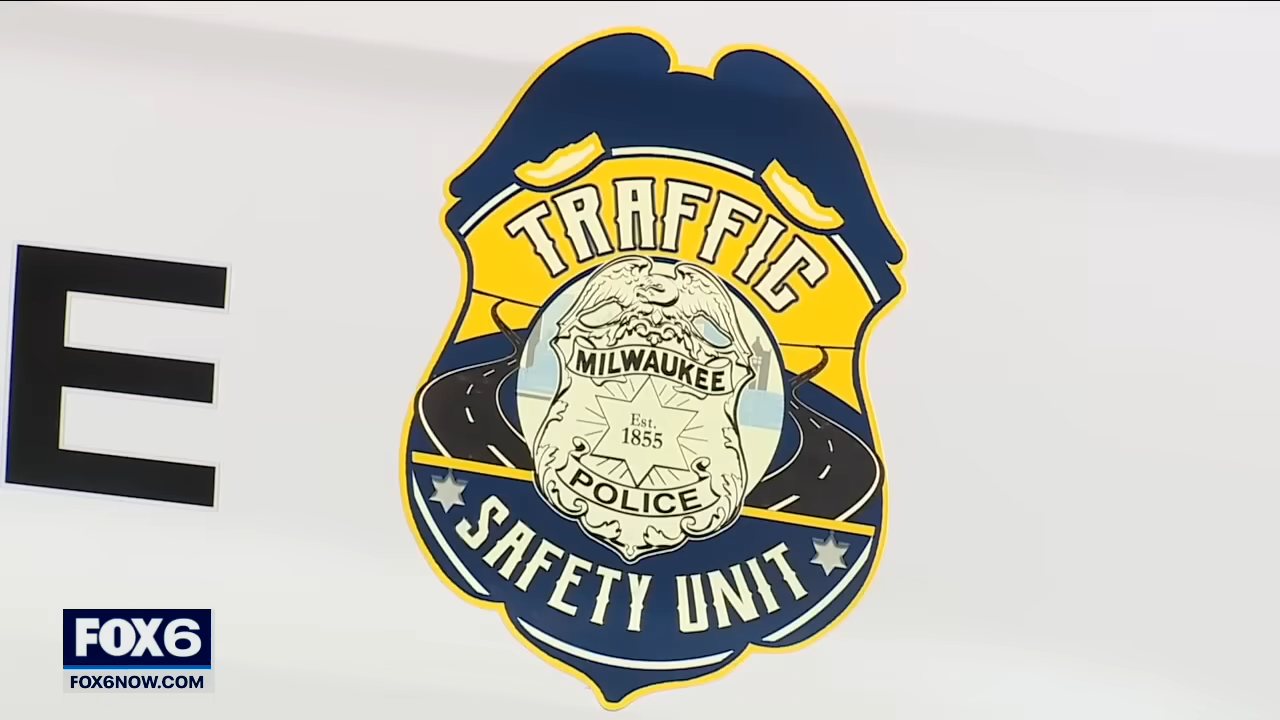 E
TRAFFIC
MILWAUKEE
Est.
1855
POLICE
SAFETY UNIT
FOX6
FOX6NOW.COM